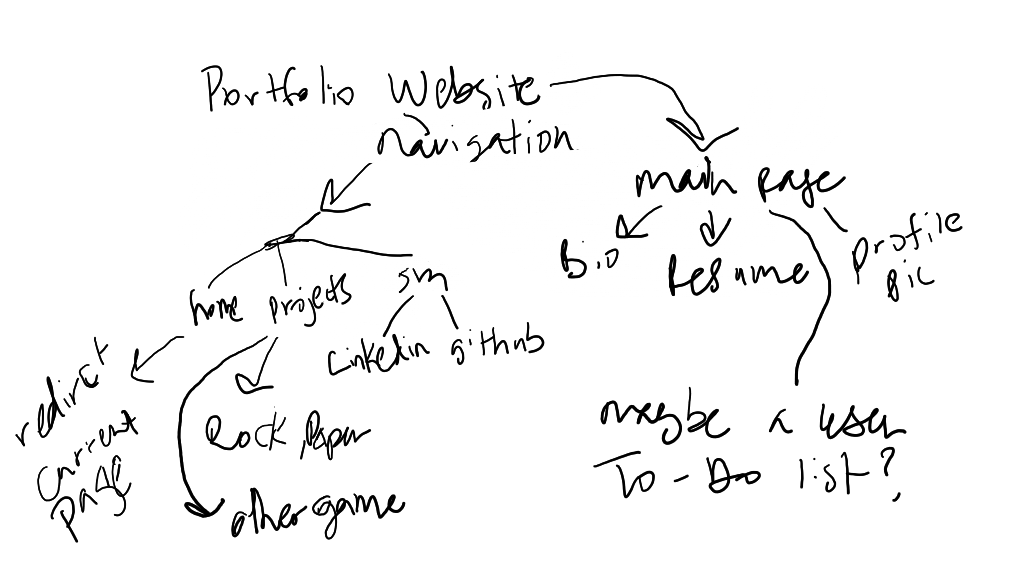 Portfolio Website
navigation
main page
Bio
Resume
Profile
pic
home projects sm
Linkedin github
redirect
current
page
Rock, Paper
other game
maybe a user
To-Do list?